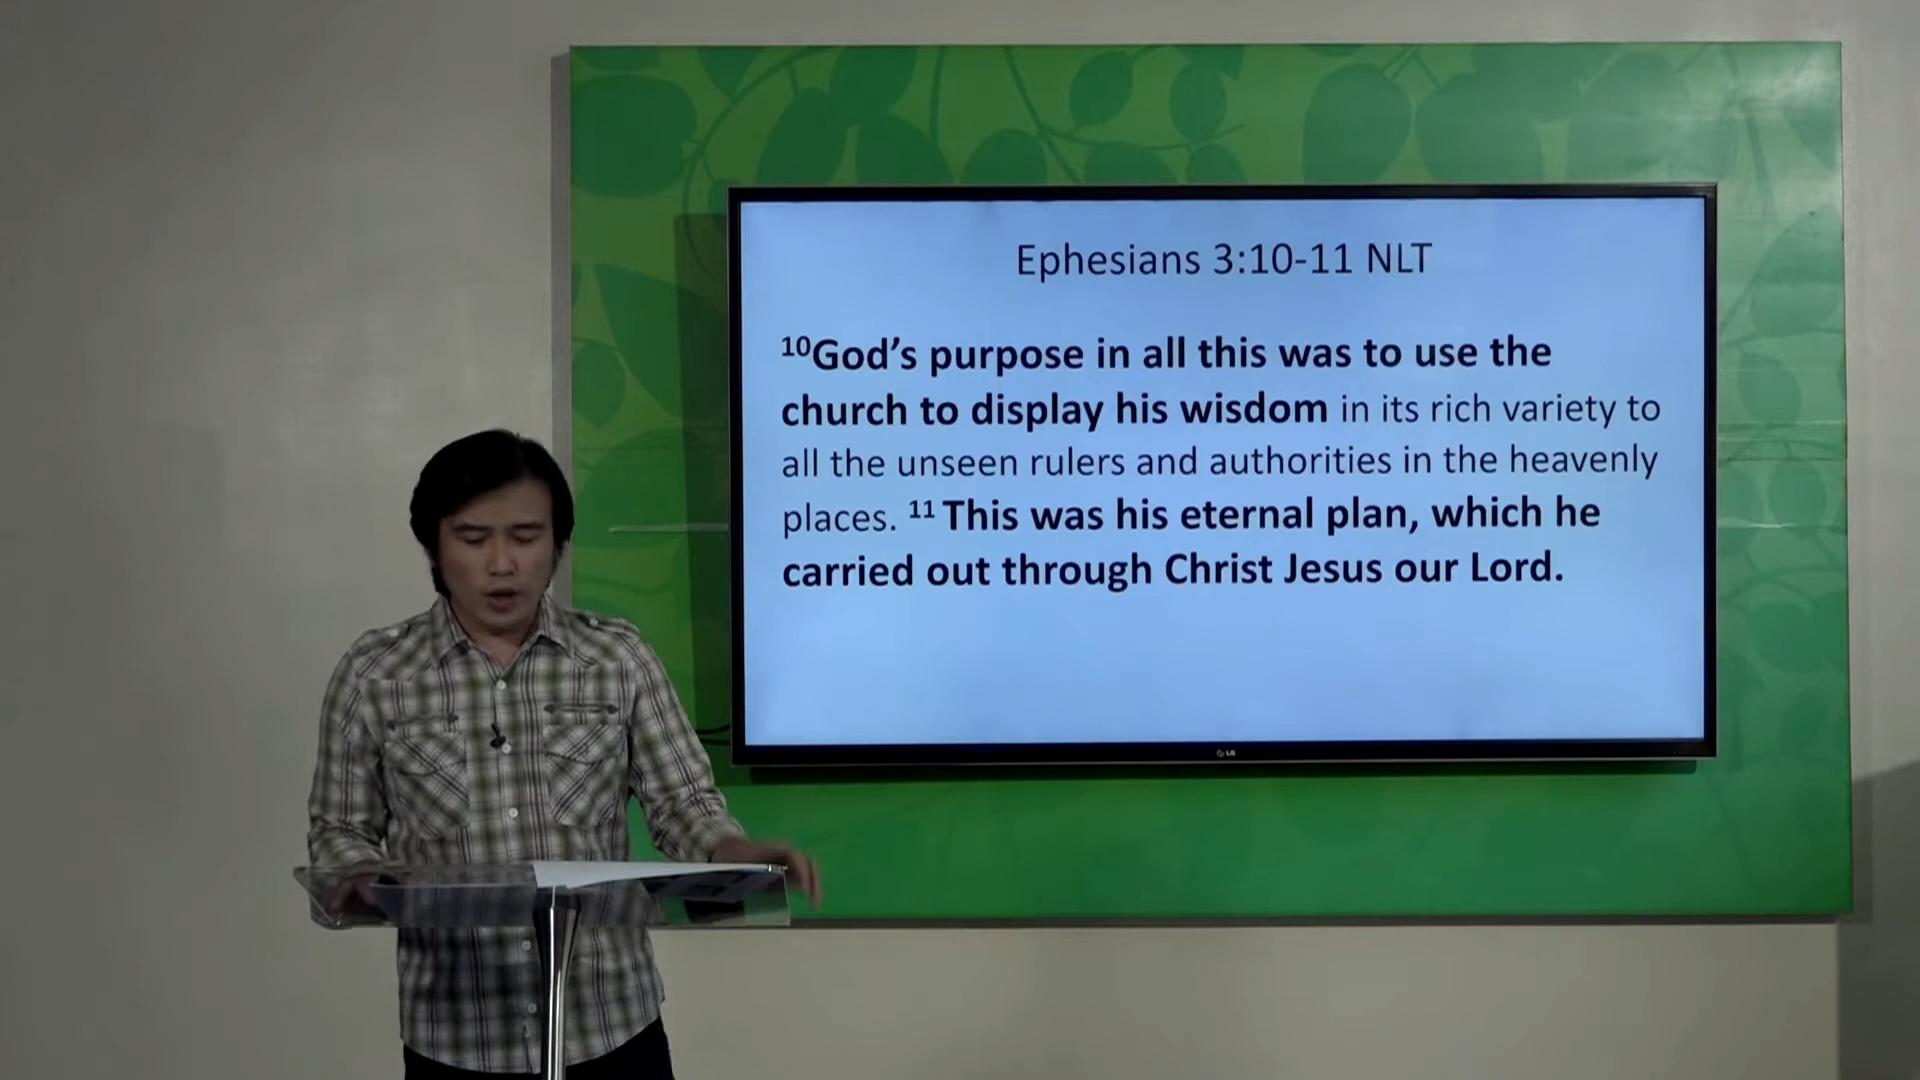 Ephesians 3:10-11 NLT
¹⁰God’s purpose in all this was to use the
church to display his wisdom in its rich variety to
all the unseen rulers and authorities in the heavenly
places. ¹¹ This was his eternal plan, which he
carried out through Christ Jesus our Lord.
LG